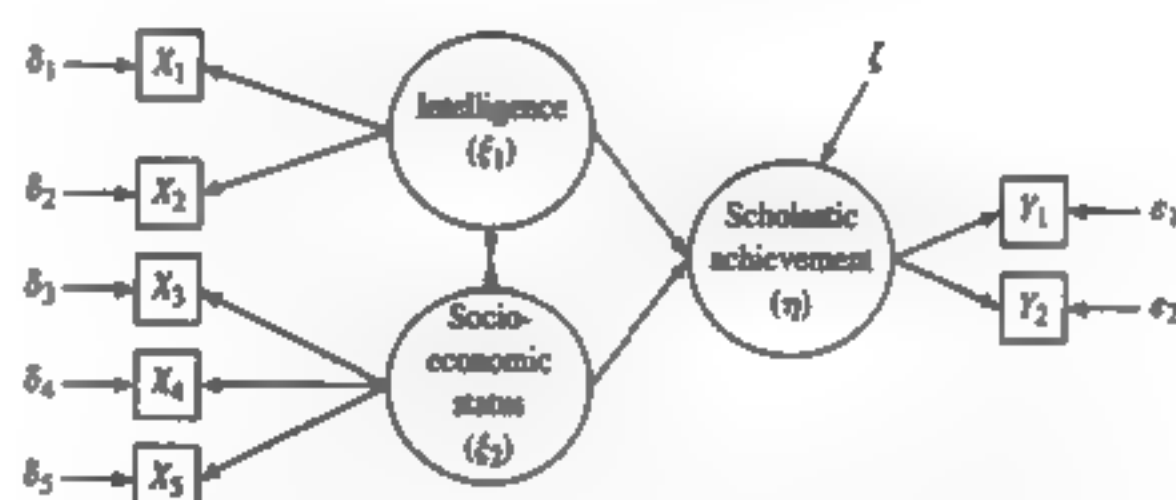 δ₁
X₁
δ₂
X₂
δ₃
X₃
δ₄
X₄
δ₅
X₅
Intelligence
(ξ₁)
Socio-
economic
status
(ξ₂)
ζ
Scholastic
achievement
(η)
Y₁
ε₁
Y₂
ε₂